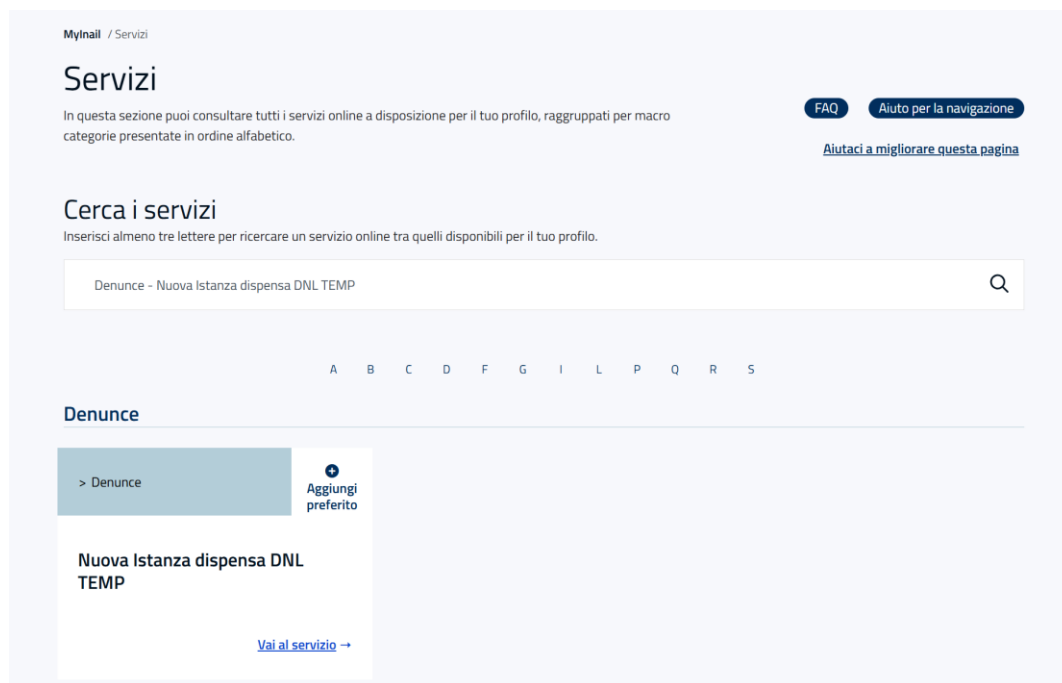 MyInail / Servizi
Servizi
In questa sezione puoi consultare tutti i servizi online a disposizione per il tuo profilo, raggruppati per macro
categorie presentate in ordine alfabetico.
FAQ
Aiuto per la navigazione
Aiutaci a migliorare questa pagina
Cerca i servizi
Inserisci almeno tre lettere per ricercare un servizio online tra quelli disponibili per il tuo profilo.
Denunce - Nuova Istanza dispensa DNL TEMP
A B C D F G I L P Q R S
Denunce
> Denunce
Aggiungi
preferito
Nuova Istanza dispensa DNL
TEMP
Vai al servizio →